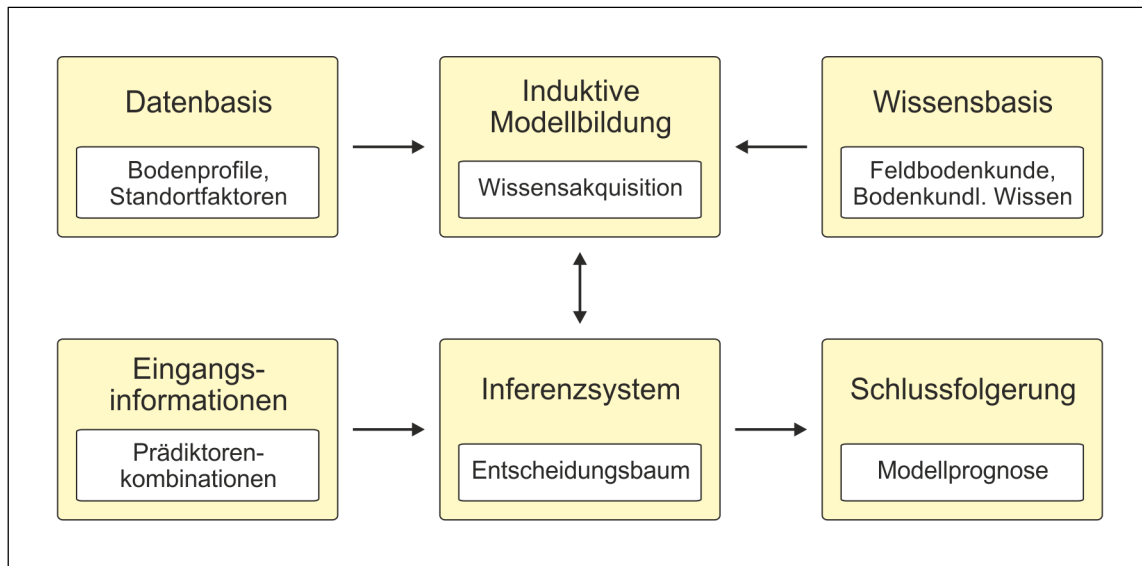 Datenbasis
Bodenprofile,
Standortfaktoren
Induktive
Modellbildung
Wissensakquisition
Wissensbasis
Feldbodenkunde,
Bodenkundl. Wissen
Eingangs-
informationen
Prädiktoren-
kombinationen
Inferenzsystem
Entscheidungsbaum
Schlussfolgerung
Modellprognose